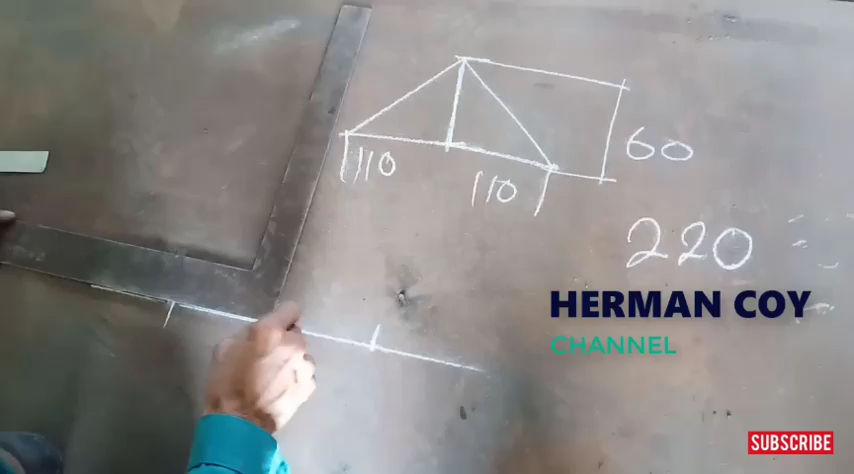 110
110
60
220
HERMAN COY
CHANNEL
SUBSCRIBE